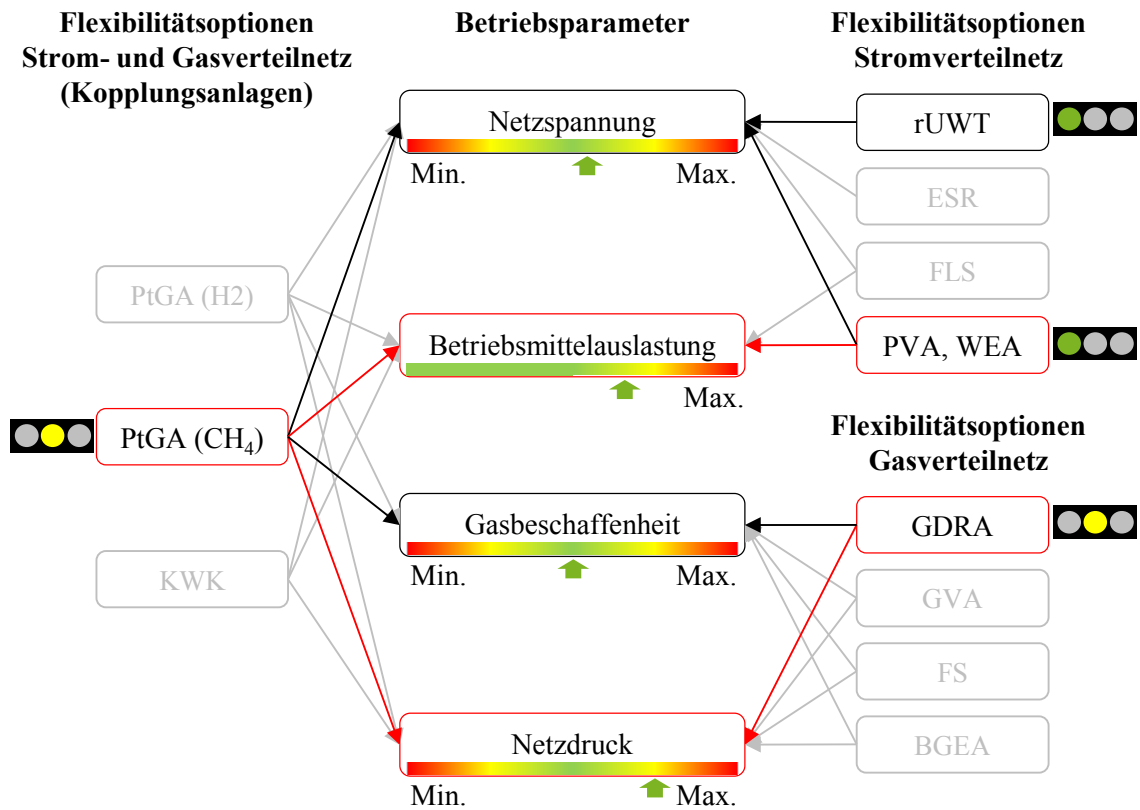 Flexibilitätsoptionen
Strom- und Gasverteilnetz
(Kopplungsanlagen)
PtGA (H2)
PtGA (CH₄)
KWK
Betriebsparameter
Netzspannung
Min. Max.
Betriebsmittelauslastung
Max.
Gasbeschaffenheit
Min. Max.
Netzdruck
Min. Max.
Flexibilitätsoptionen
Stromverteilnetz
rUWT
ESR
FLS
PVA, WEA
Flexibilitätsoptionen
Gasverteilnetz
GDRA
GVA
FS
BGEA